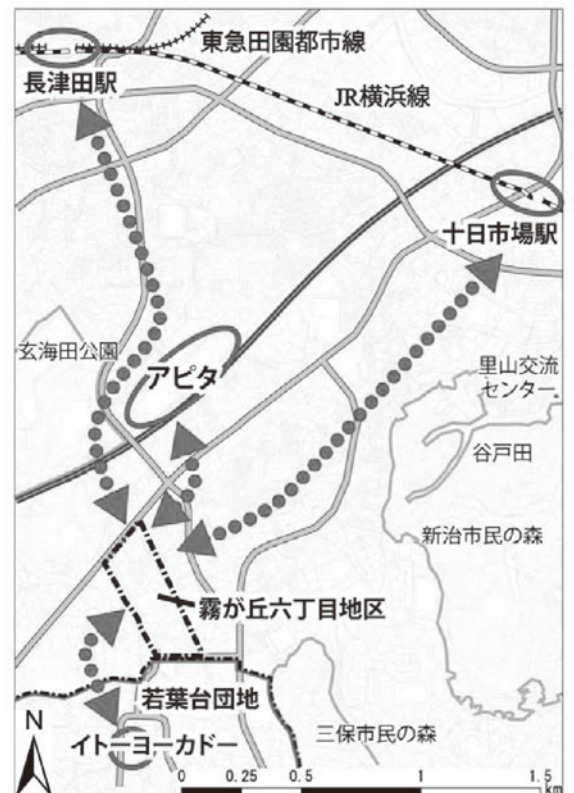 東急田園都市線
長津田駅
JR横浜線
十日市場駅
玄海田公園
アピタ
里山交流
センター
谷戸田
新治市民の森
霧が丘六丁目地区
若葉台団地
イトーヨーカドー
三保市民の森
N
0 0.25 0.5 1 1.5
km